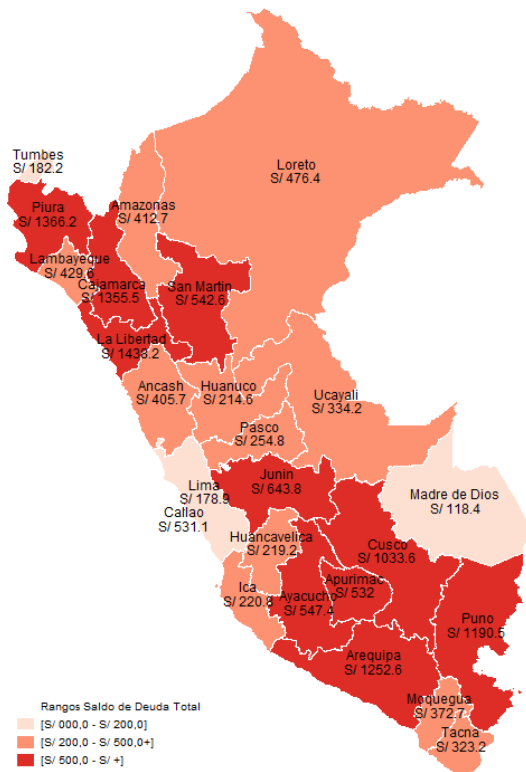 Tumbes
S/ 182.2
Loreto
S/ 476.4
Piura
S/ 1366.2
Amazonas
S/ 412.7
Lambayeque
S/ 429.6
Cajamarca
S/ 1355.5
San Martin
S/ 542.6
La Libertad
S/ 1438.2
Ancash
S/ 405.7
Huanuco
S/ 214.6
Ucayali
S/ 334.2
Pasco
S/ 254.8
Junin
S/ 643.8
Lima
S/ 178.9
Callao
S/ 531.1
Madre de Dios
S/ 118.4
Huancavelica
S/ 219.2
Cusco
S/ 1033.6
Ica
S/ 220.8
Ayacucho
S/ 547.4
Apurimac
S/ 532
Puno
S/ 1190.5
Arequipa
S/ 1252.6
Moquegua
S/ 372.7
Tacna
S/ 323.2
Rangos Saldo de Deuda Total
[S/ 000,0 - S/ 200,0]
[S/ 200,0 - S/ 500,0+]
[S/ 500,0 - S/ +]